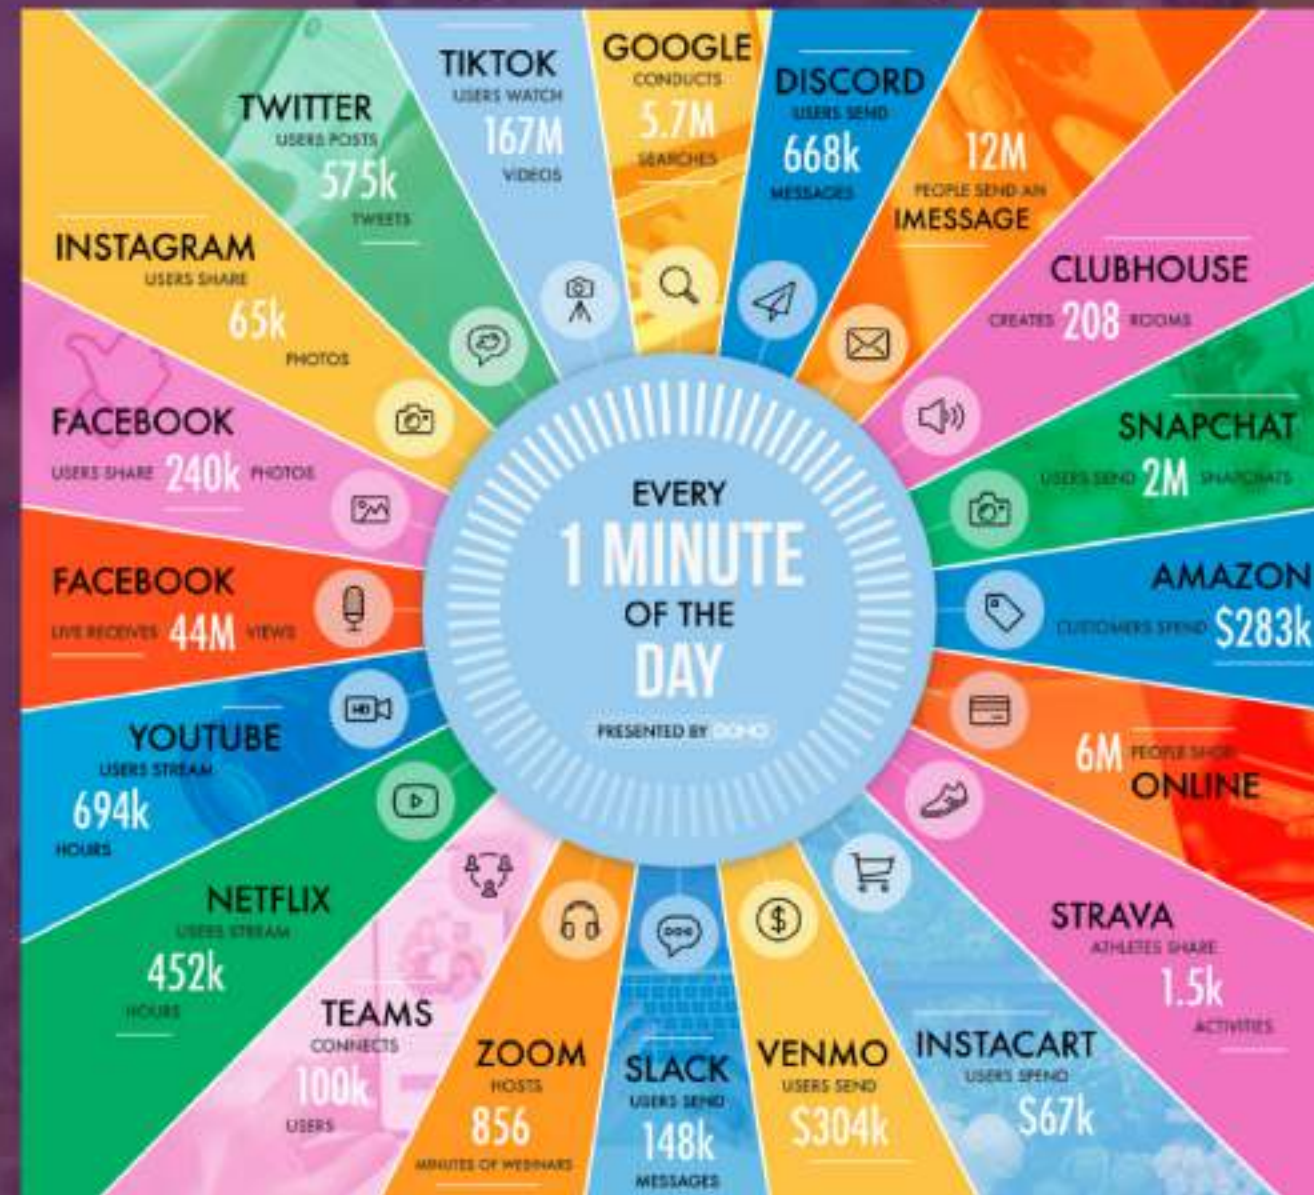 EVERY
1 MINUTE
OF THE
DAY
PRESENTED BY DOMO
GOOGLE
CONDUCTS
5.7M
SEARCHES
DISCORD
USERS SEND
668k
MESSAGES
12M
PEOPLE SEND AN
IMESSAGE
CLUBHOUSE
CREATES 208 ROOMS
SNAPCHAT
USERS SEND 2M SNAPCHATS
AMAZON
CUSTOMERS SPEND $283k
6M PEOPLE SHOP
ONLINE
STRAVA
ATHLETES SHARE
1.5k
ACTIVITIES
INSTACART
USERS SPEND
$67k
VENMO
USERS SEND
$304k
SLACK
USERS SEND
148k
MESSAGES
ZOOM
HOSTS
856
MINUTES OF WEBINARS
TEAMS
CONNECTS
100k
USERS
NETFLIX
USERS STREAM
452k
HOURS
YOUTUBE
USERS STREAM
694k
HOURS
HD
FACEBOOK
LIVE RECEIVES 44M VIEWS
FACEBOOK
USERS SHARE 240k PHOTOS
INSTAGRAM
USERS SHARE
65k
PHOTOS
TWITTER
USERS POSTS
575k
TWEETS
TIKTOK
USERS WATCH
167M
VIDEOS